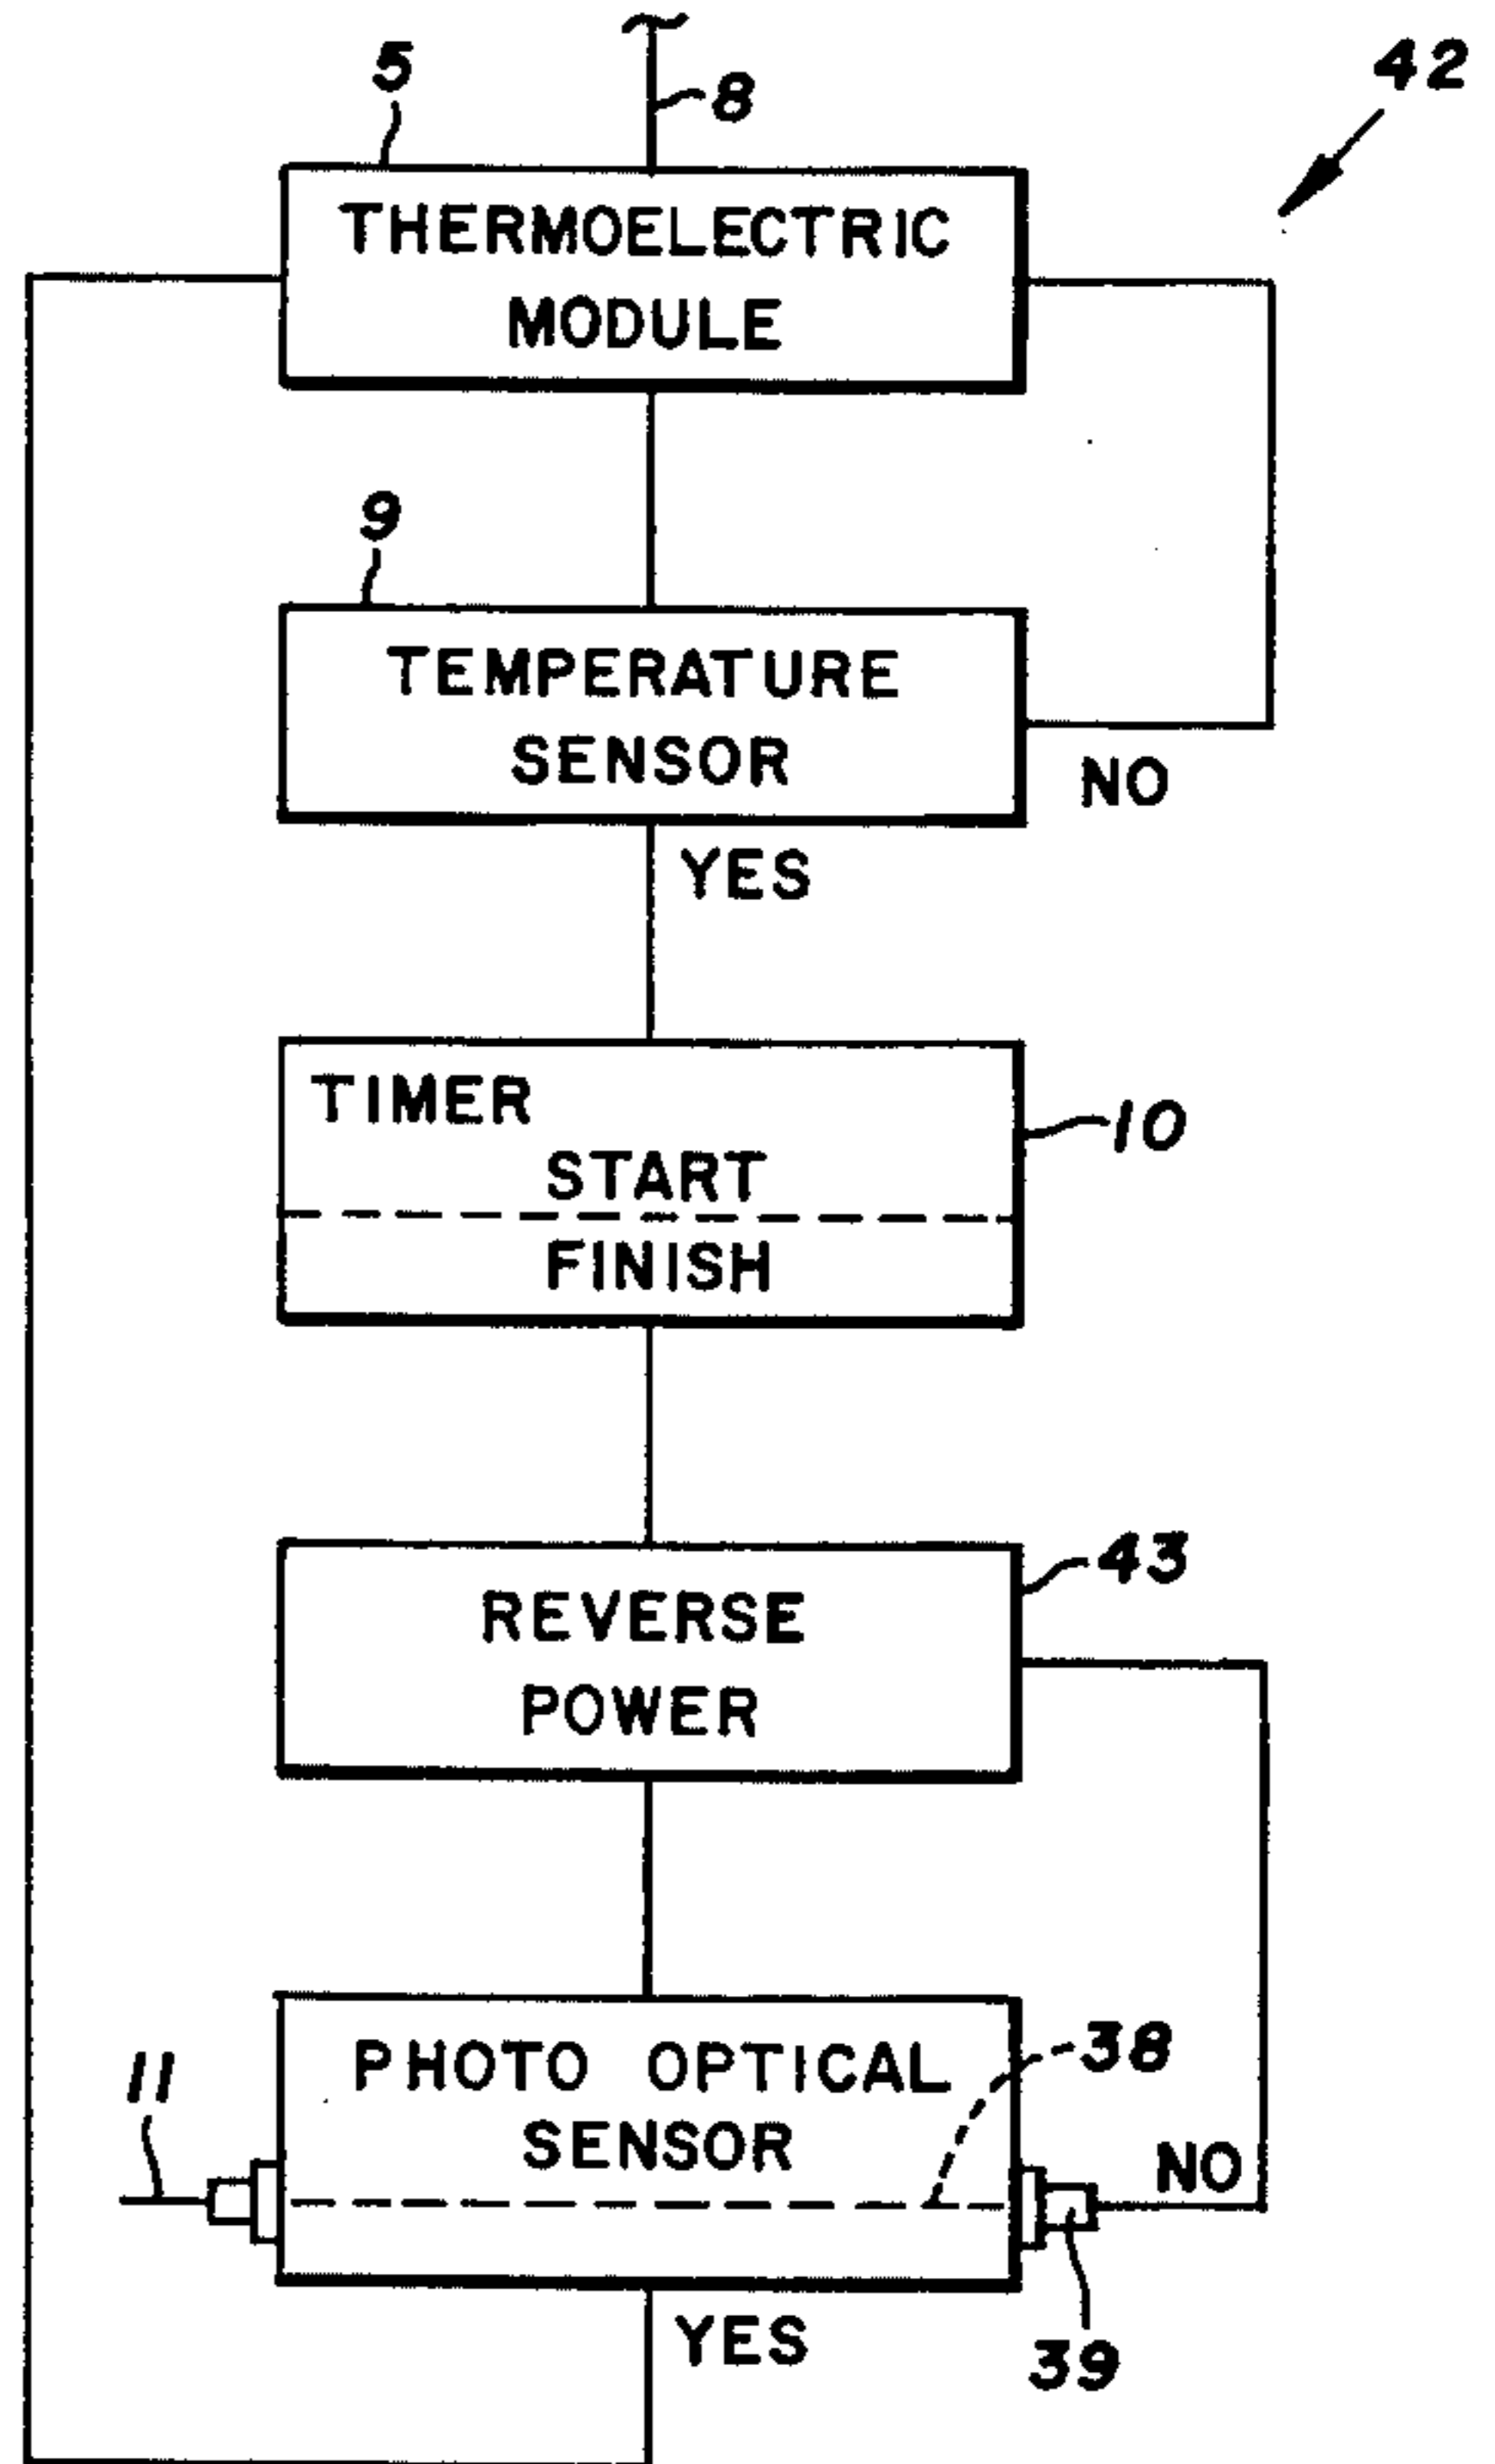 5
8
42
THERMOELECTRIC
MODULE
9
TEMPERATURE
SENSOR
NO
YES
TIMER
10
START
FINISH
43
REVERSE
POWER
38
11
PHOTO OPTICAL
SENSOR
NO
YES
39